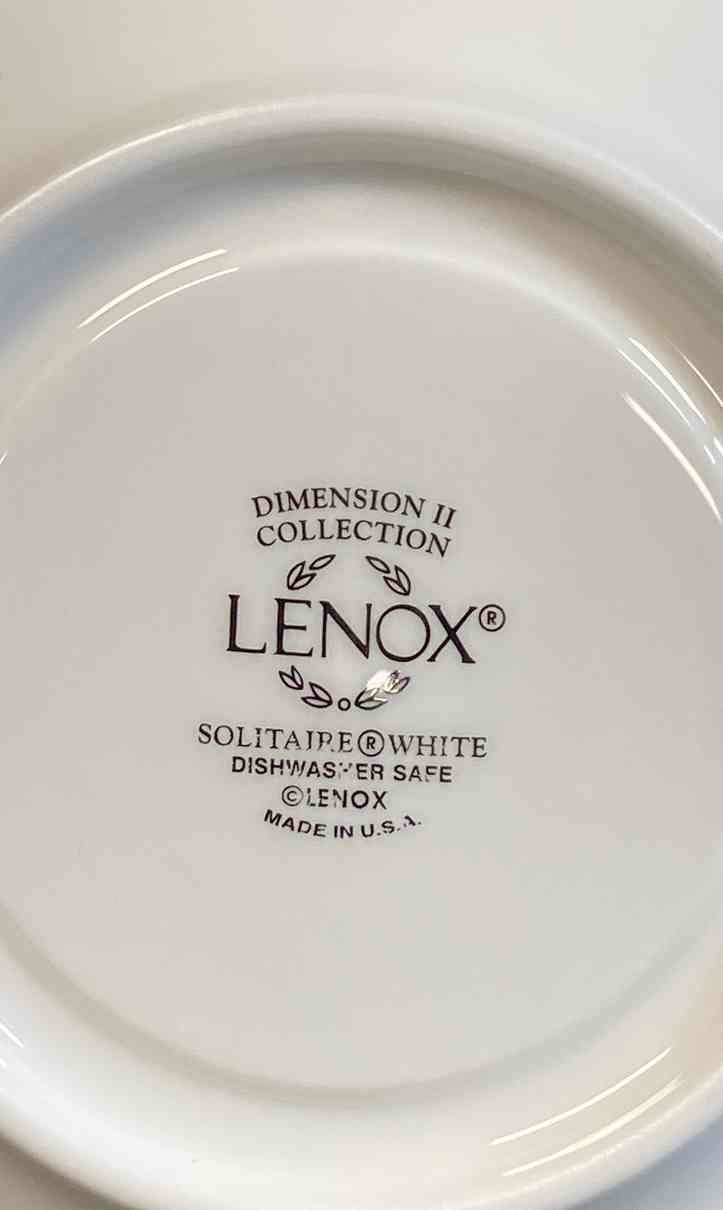 DIMENSION II
COLLECTION
LENOX®
SOLITAIRE®WHITE
DISHWASHER SAFE
©LENOX
MADE IN U.S.A.